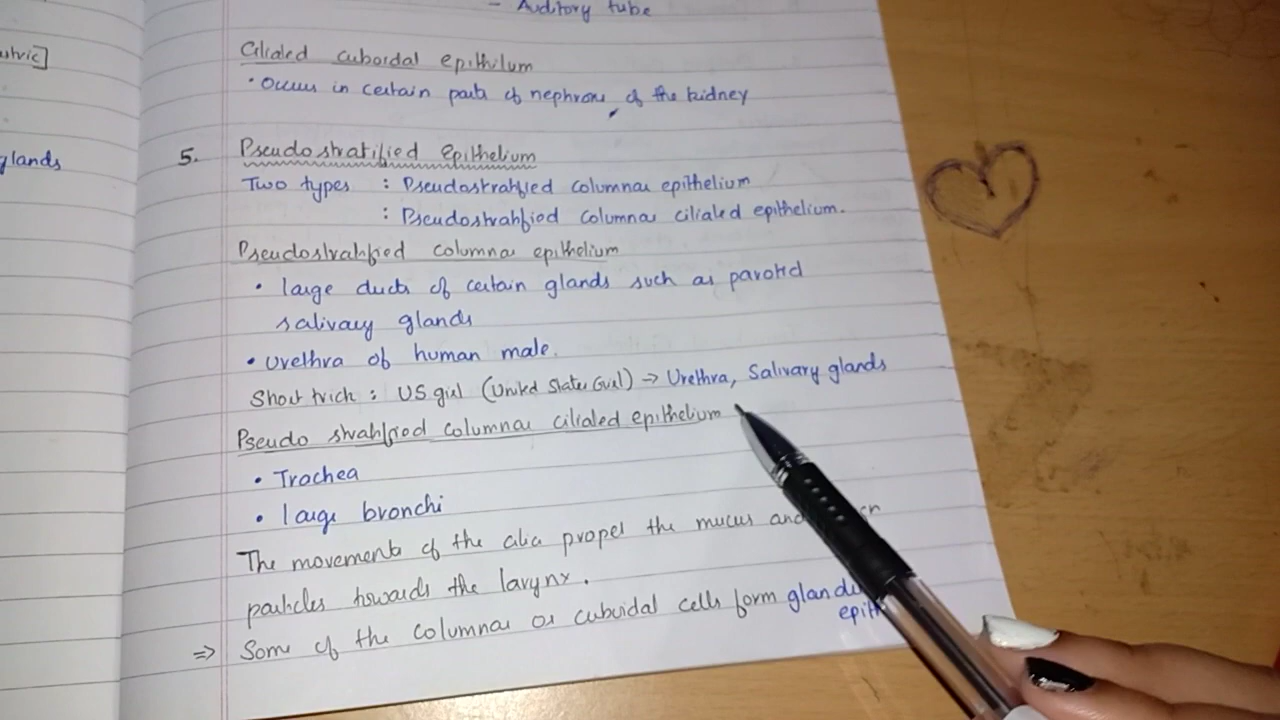 - Auditory tube
Ciliated cuboidal epithilum
• Occurs in certain parts of nephrons of the kidney
glands
5. Pseudostratified Epithelium
Two types : Pseudostratified columnar epithelium
: Pseudostratified columnar ciliated epithelium.
Pseudostratified columnar epithelium
• large ducts of certain glands such as parotid
salivary glands
• Urethra of human male.
Short trick : US girl (United States Girl) → Urethra, Salivary glands
Pseudo stratified columnar ciliated epithelium
• Trachea
• large bronchi
The movements of the cilia propel the mucus and
particles towards the larynx.
⇒ Some of the columnar or cuboidal cells form